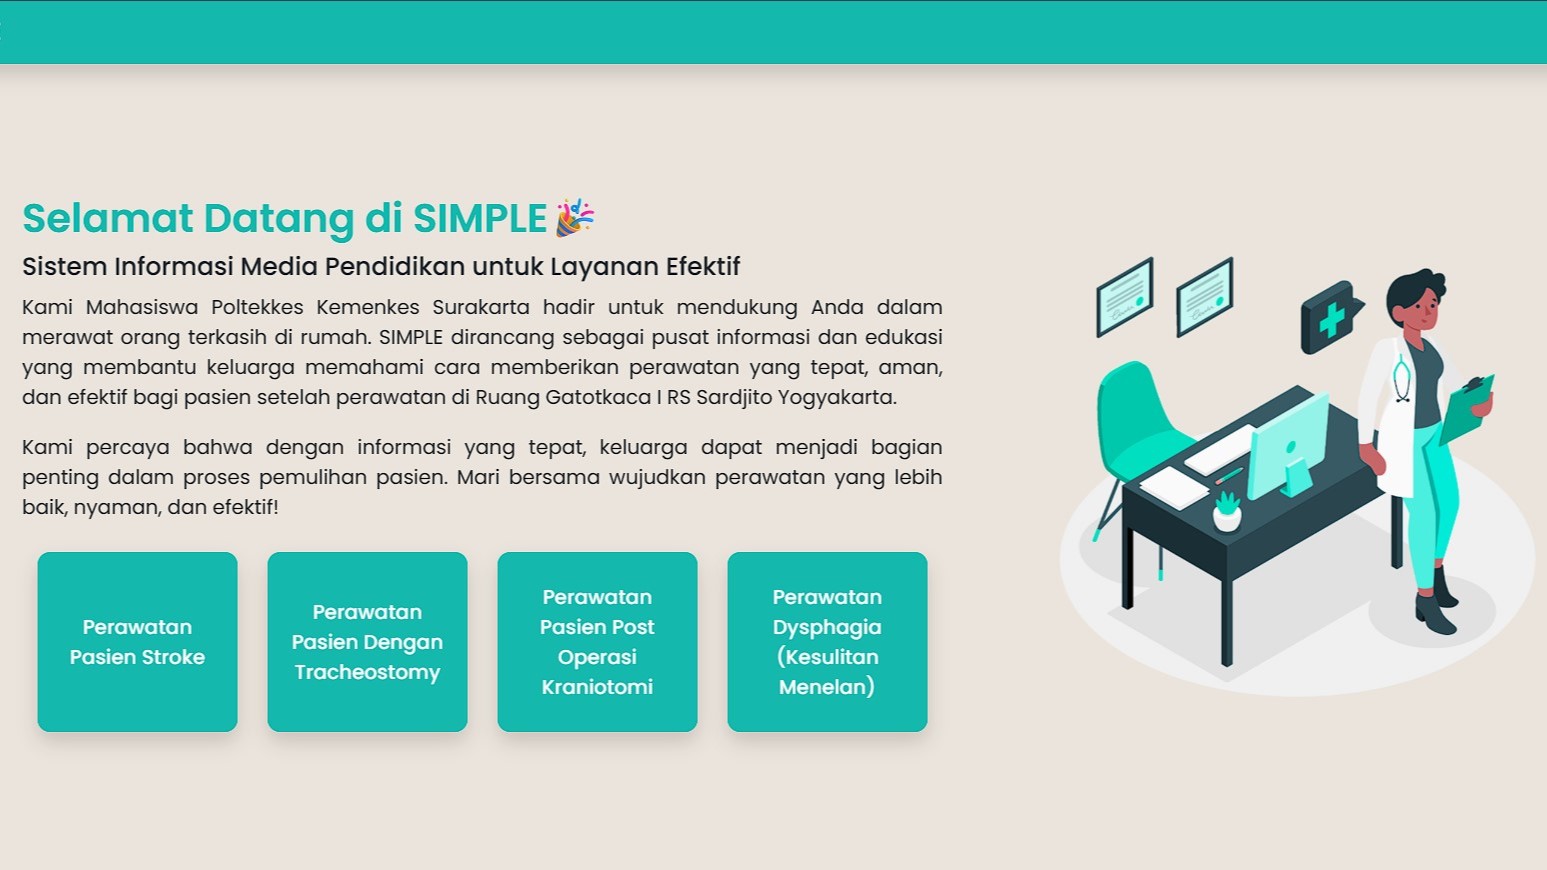 Selamat Datang di SIMPLE 🎉
Sistem Informasi Media Pendidikan untuk Layanan Efektif
Kami Mahasiswa Poltekkes Kemenkes Surakarta hadir untuk mendukung Anda dalam
merawat orang terkasih di rumah. SIMPLE dirancang sebagai pusat informasi dan edukasi
yang membantu keluarga memahami cara memberikan perawatan yang tepat, aman,
dan efektif bagi pasien setelah perawatan di Ruang Gatotkaca I RS Sardjito Yogyakarta.
Kami percaya bahwa dengan informasi yang tepat, keluarga dapat menjadi bagian
penting dalam proses pemulihan pasien. Mari bersama wujudkan perawatan yang lebih
baik, nyaman, dan efektif!
Perawatan
Pasien Stroke
Perawatan
Pasien Dengan
Tracheostomy
Perawatan
Pasien Post
Operasi
Kraniotomi
Perawatan
Dysphagia
(Kesulitan
Menelan)